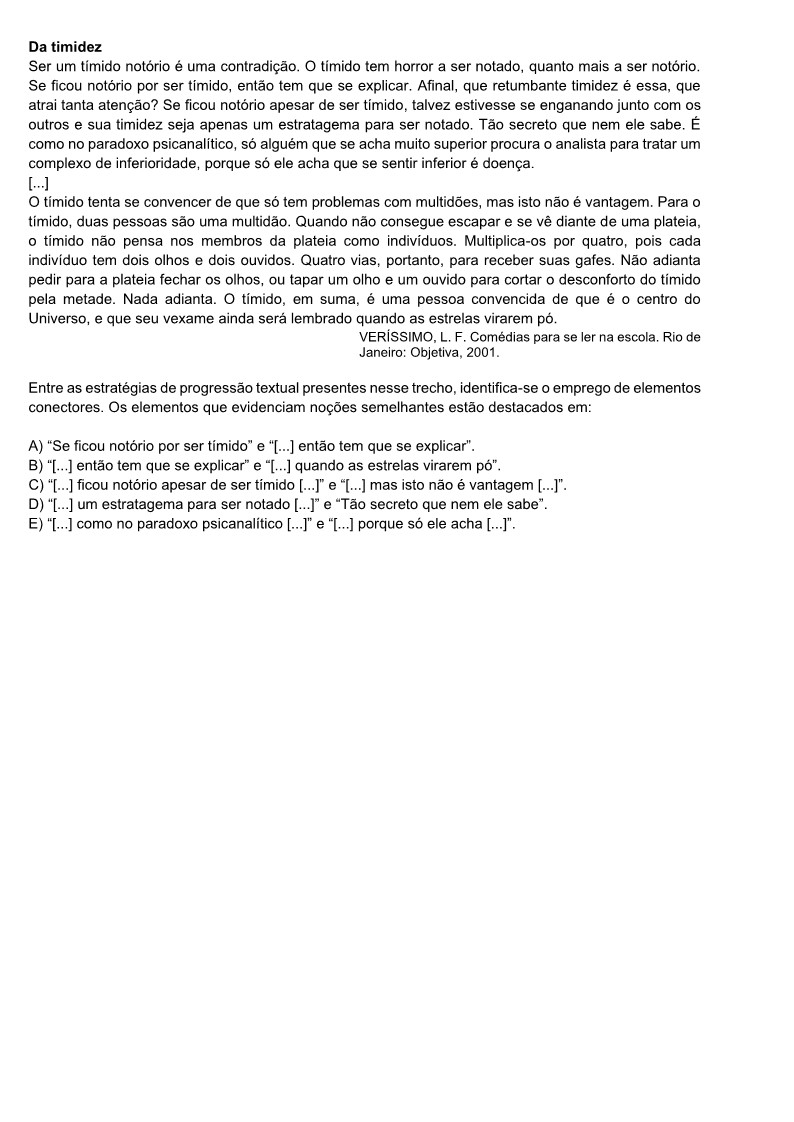 Da timidez
Ser um tímido notório é uma contradição. O tímido tem horror a ser notado, quanto mais a ser notório.
Se ficou notório por ser tímido, então tem que se explicar. Afinal, que retumbante timidez é essa, que
atrai tanta atenção? Se ficou notório apesar de ser tímido, talvez estivesse se enganando junto com os
outros e sua timidez seja apenas um estratagema para ser notado. Tão secreto que nem ele sabe. É
como no paradoxo psicanalítico, só alguém que se acha muito superior procura o analista para tratar um
complexo de inferioridade, porque só ele acha que se sentir inferior é doença.
[...]
O tímido tenta se convencer de que só tem problemas com multidões, mas isto não é vantagem. Para o
tímido, duas pessoas são uma multidão. Quando não consegue escapar e se vê diante de uma plateia,
o tímido não pensa nos membros da plateia como indivíduos. Multiplica-os por quatro, pois cada
indivíduo tem dois olhos e dois ouvidos. Quatro vias, portanto, para receber suas gafes. Não adianta
pedir para a plateia fechar os olhos, ou tapar um olho e um ouvido para cortar o desconforto do tímido
pela metade. Nada adianta. O tímido, em suma, é uma pessoa convencida de que é o centro do
Universo, e que seu vexame ainda será lembrado quando as estrelas virarem pó.
VERÍSSIMO, L. F. Comédias para se ler na escola. Rio de
Janeiro: Objetiva, 2001.
Entre as estratégias de progressão textual presentes nesse trecho, identifica-se o emprego de elementos
conectores. Os elementos que evidenciam noções semelhantes estão destacados em:
A) “Se ficou notório por ser tímido” e “[...] então tem que se explicar”.
B) “[...] então tem que se explicar” e “[...] quando as estrelas virarem pó”.
C) “[...] ficou notório apesar de ser tímido [...]” e “[...] mas isto não é vantagem [...]”.
D) “[...] um estratagema para ser notado [...]” e “Tão secreto que nem ele sabe”.
E) “[...] como no paradoxo psicanalítico [...]” e “[...] porque só ele acha [...]”.